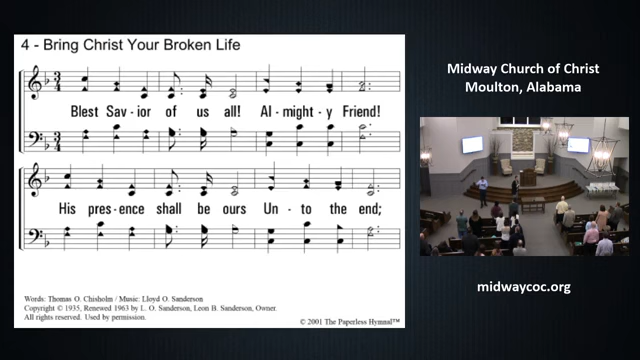 4 - Bring Christ Your Broken Life
Blest Sav - ior of us all! Al - might - y Friend!
His pres - ence shall be ours Un - to the end;
Words: Thomas O. Chisholm / Music: Lloyd O. Sanderson
Copyright © 1935, Renewed 1963 by L. O. Sanderson, Leon B. Sanderson, Owner.
All rights reserved. Used by permission.
© 2001 The Paperless Hymnal™
Midway Church of Christ
Moulton, Alabama
midwaycoc.org